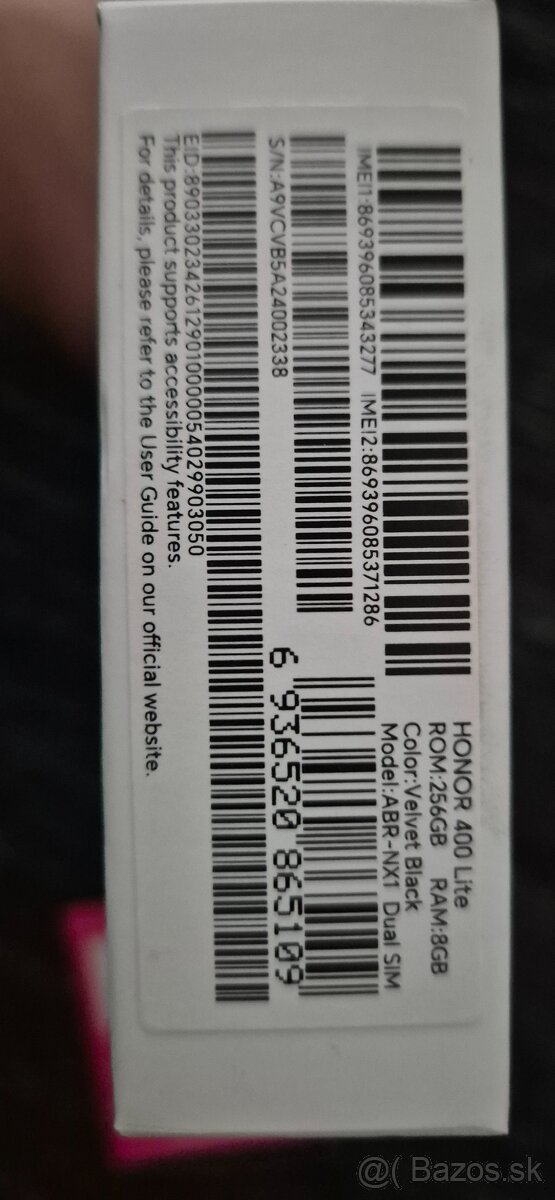 HONOR 400 Lite
ROM:256GB RAM:8GB
Color:Velvet Black
Model:ABR-NX1 Dual SIM
IMEI1:869396085343277 IMEI2:869396085371286
S/N:A9VCVB5A24002338
6 936520 865109
EID:89033023426129010000054029903050
This product supports accessibility features.
For details, please refer to the User Guide on our official website.
@( Bazos.sk